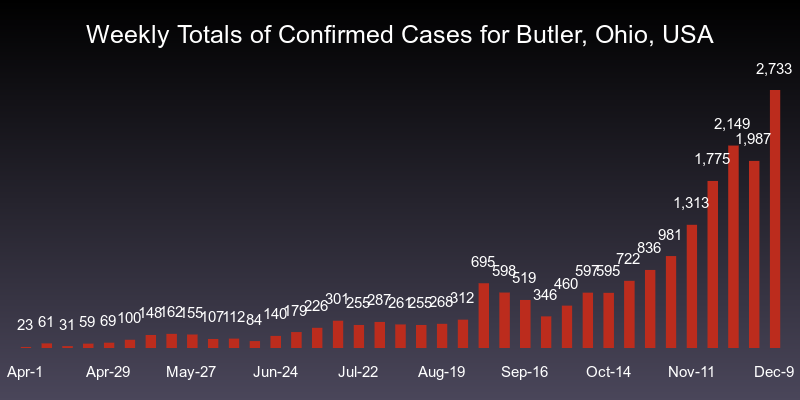 Weekly Totals of Confirmed Cases for Butler, Ohio, USA
23 61 31 59 69 100 148 162 155 107 112 84 140 179 226 301 255 287 261 255 268 312 695 598 519 346 460 597 595 722 836 981 1,313 1,775 2,149 1,987 2,733
Apr-1 Apr-29 May-27 Jun-24 Jul-22 Aug-19 Sep-16 Oct-14 Nov-11 Dec-9